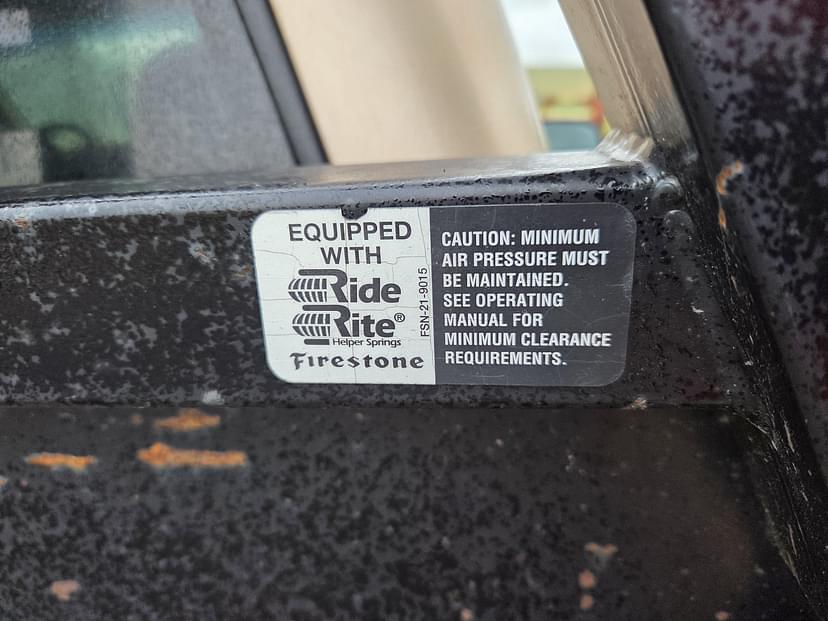 EQUIPPED
WITH
Ride
Rite®
Helper Springs
Firestone
FSN-21-9015
CAUTION: MINIMUM
AIR PRESSURE MUST
BE MAINTAINED.
SEE OPERATING
MANUAL FOR
MINIMUM CLEARANCE
REQUIREMENTS.